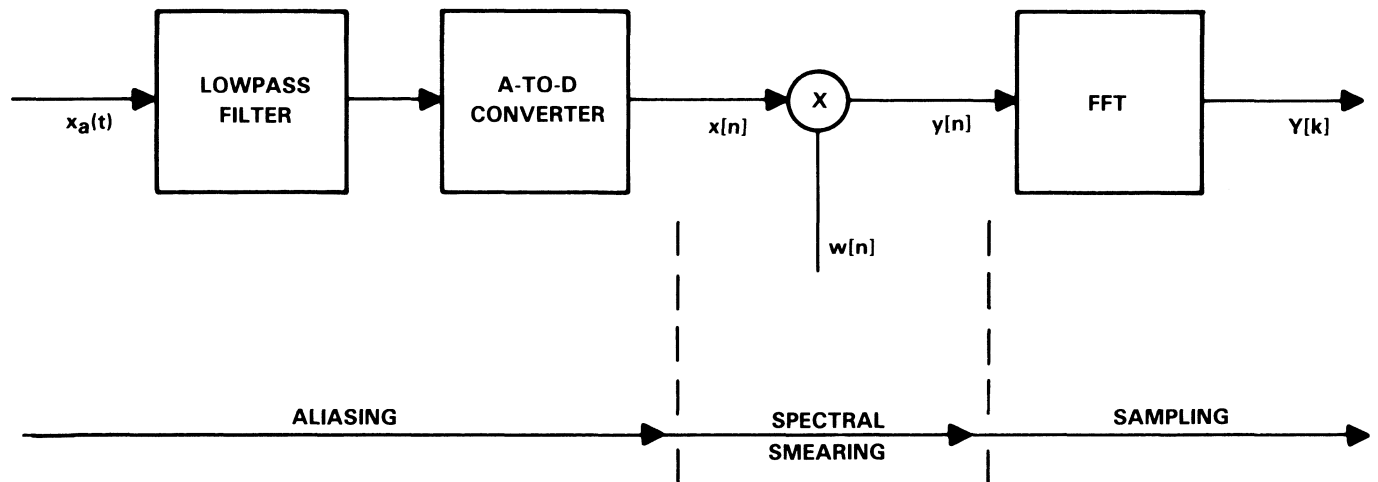 LOWPASS
FILTER
A-TO-D
CONVERTER
X
FFT
xa(t)
x[n]
y[n]
Y[k]
w[n]
ALIASING
SPECTRAL
SMEARING
SAMPLING